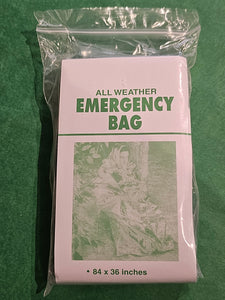 ALL WEATHER
EMERGENCY
BAG
• 84 x 36 inches